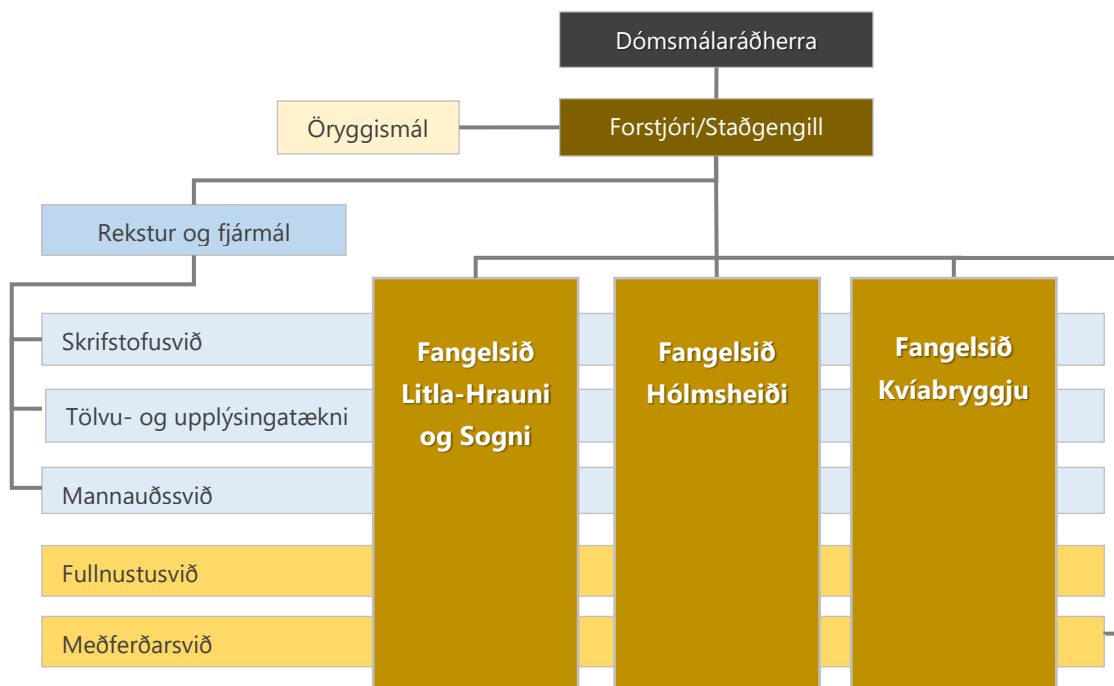 Dómsmálaráðherra
Öryggismál
Forstjóri/Staðgengill
Rekstur og fjármál
Skrifstofusvið
Tölvu- og upplýsingatækni
Mannauðssvið
Fullnustusvið
Meðferðarsvið
Fangelsið
Litla-Hrauni
og Sogni
Fangelsið
Hólmsheiði
Fangelsið
Kvíabryggju